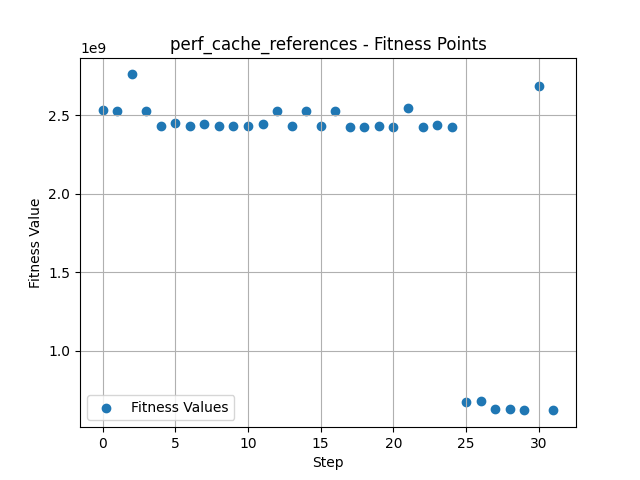 perf_cache_references - Fitness Points
1e9
2.5
2.0
1.5
1.0
Fitness Value
Fitness Values
0 5 10 15 20 25 30
Step